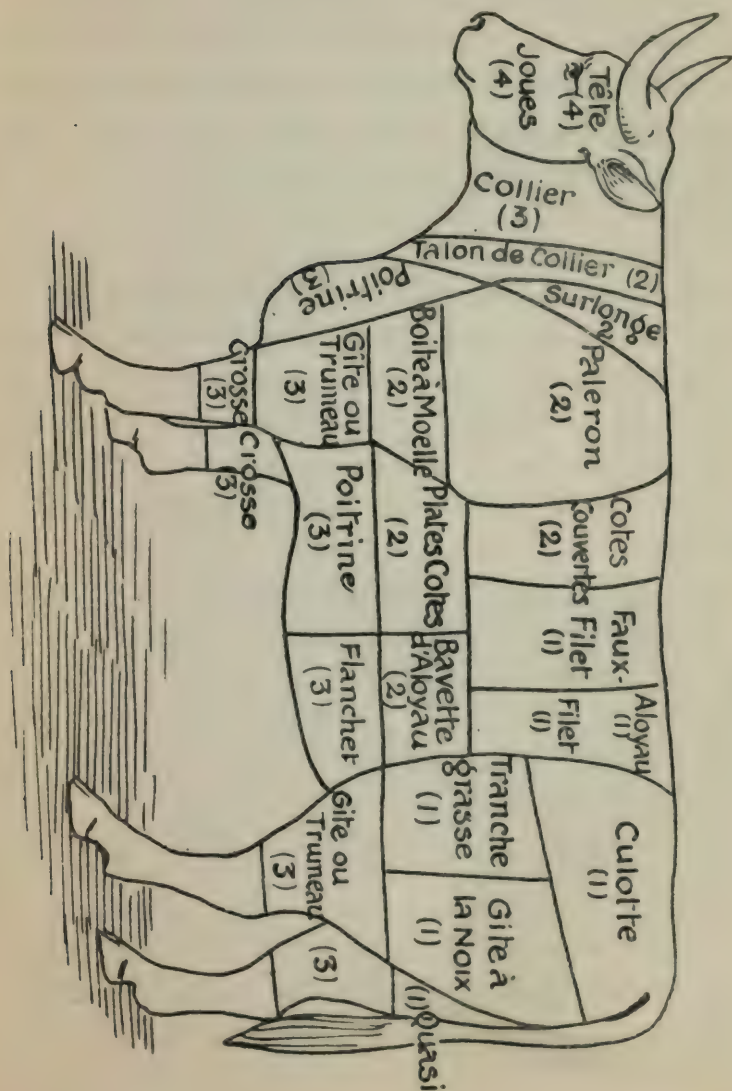 Tête
(4)
Joues
(4)
Collier
(3)
Talon de Collier (2)
Surlonge
Poitrine
(3)
Paleron
(2)
Boite à Moelle
(2)
Gîte ou
Trumeau
(3)
Crosse
(3)
Crosse
(3)
Cotes
Couvertes
(2)
Plates Cotes
(2)
Poitrine
(3)
Faux-
Filet
(1)
Aloyau
(1)
Filet
(1)
Bavette
d'Aloyau
(2)
Flanchet
(3)
Culotte
(1)
Tranche
grasse
(1)
Gite à
la Noix
(1)
Gite ou
Trumeau
(3)
(3)
Quasi
(1)